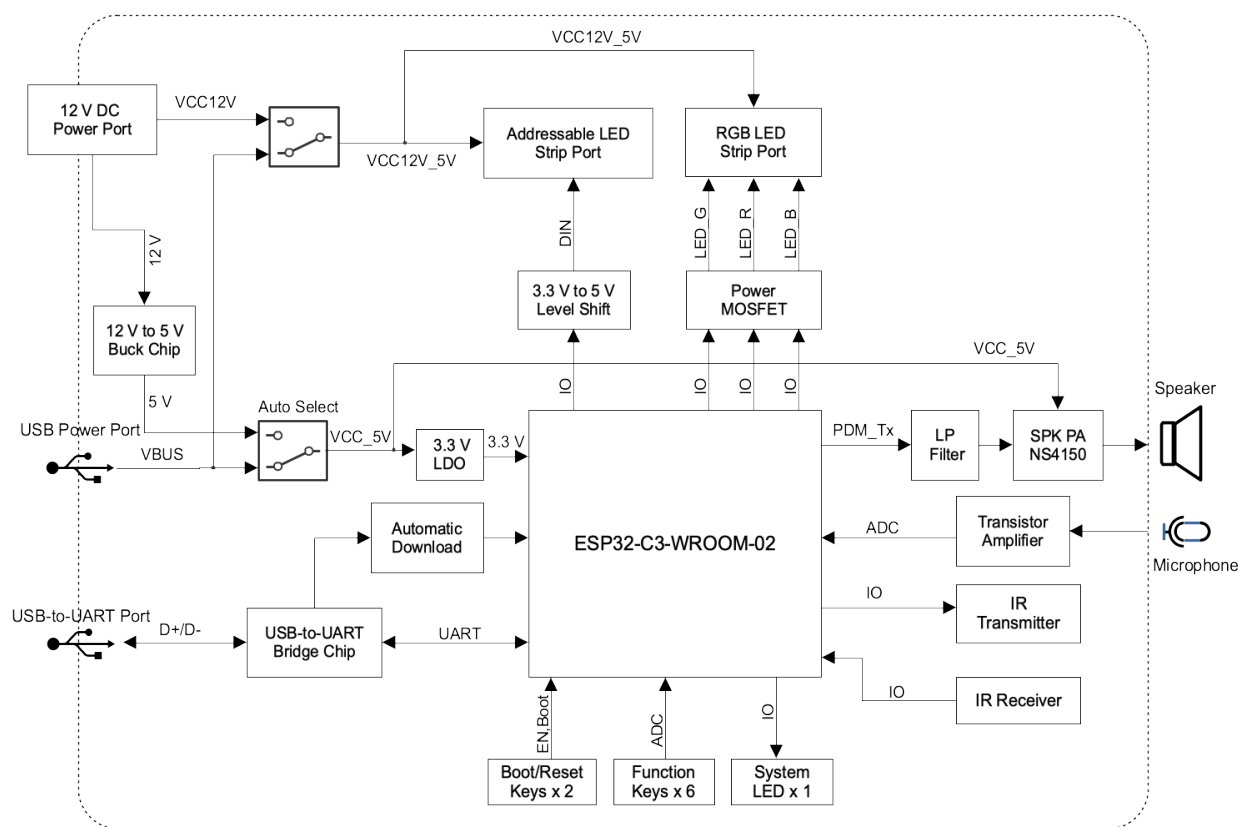 VCC12V_5V
12 V DC
Power Port
VCC12V
VCC12V_5V
Addressable LED
Strip Port
RGB LED
Strip Port
12 V
DIN
LED_G
LED_R
LED_B
12 V to 5 V
Buck Chip
3.3 V to 5 V
Level Shift
Power
MOSFET
5 V
IO
IO
IO
IO
VCC_5V
Auto Select
USB Power Port
VBUS
VCC_5V
3.3 V
LDO
3.3 V
PDM_Tx
LP
Filter
SPK PA
NS4150
Speaker
Automatic
Download
ESP32-C3-WROOM-02
ADC
Transistor
Amplifier
Microphone
USB-to-UART Port
D+/D-
USB-to-UART
Bridge Chip
UART
IO
IR
Transmitter
IO
IR Receiver
EN,Boot
ADC
IO
Boot/Reset
Keys x 2
Function
Keys x 6
System
LED x 1